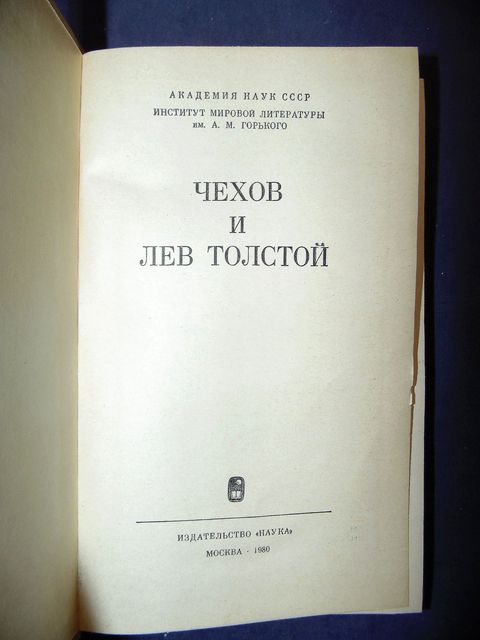 АКАДЕМИЯ НАУК СССР
ИНСТИТУТ МИРОВОЙ ЛИТЕРАТУРЫ
им. А. М. ГОРЬКОГО
ЧЕХОВ
И
ЛЕВ ТОЛСТОЙ
ИЗДАТЕЛЬСТВО «НАУКА»
МОСКВА · 1980